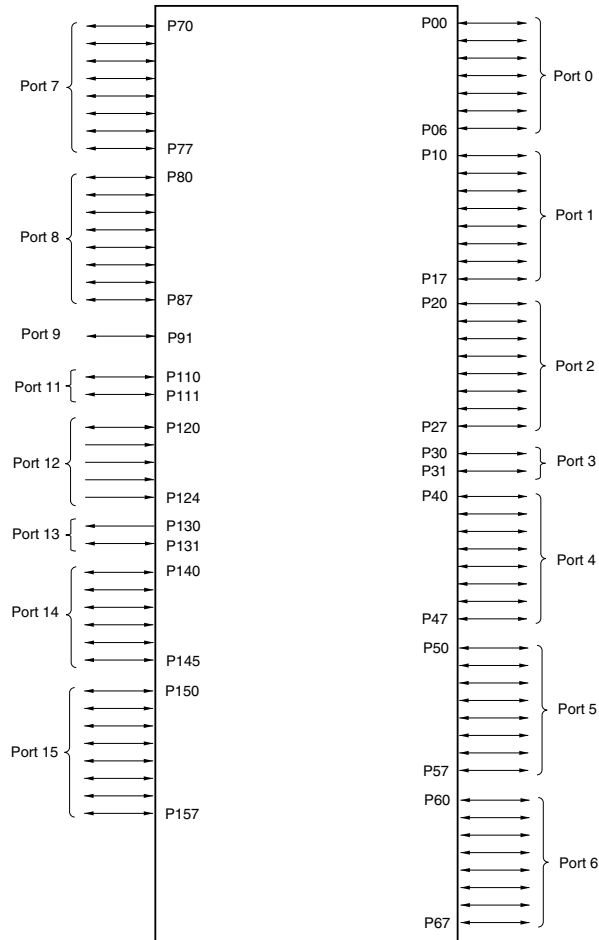 Port 7
P70
P77
Port 8
P80
P87
Port 9
P91
Port 11
P110
P111
Port 12
P120
P124
Port 13
P130
P131
Port 14
P140
P145
Port 15
P150
P157
P00
P06
Port 0
P10
P17
Port 1
P20
P27
Port 2
P30
P31
Port 3
P40
P47
Port 4
P50
P57
Port 5
P60
P67
Port 6